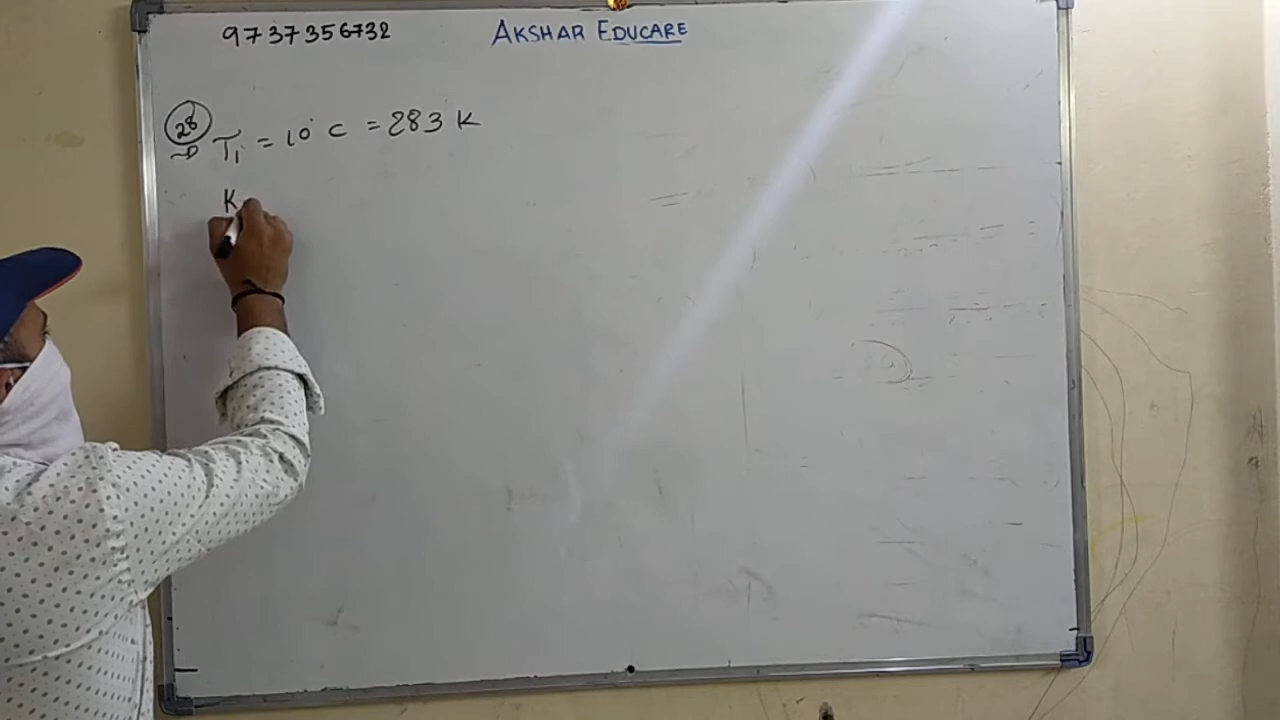 9737356732
AKSHAR EDUCARE
28
T1 = 10°C = 283 K
K